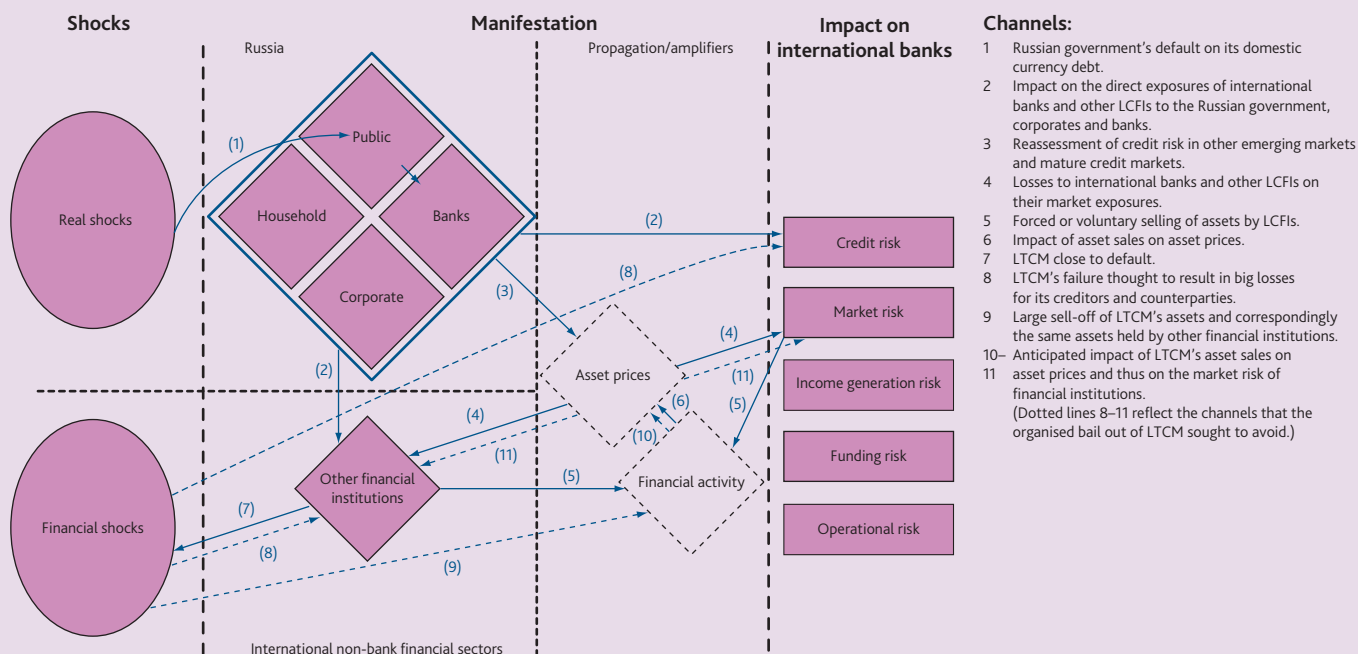 Shocks
Manifestation
Impact on
international banks
Russia
Propagation/amplifiers
Real shocks
(1)
Public
Household
Banks
Corporate
(2)
(8)
(3)
Credit risk
Market risk
Income generation risk
Funding risk
Operational risk
Asset prices
(4)
(11)
(5)
(6)
(10)
(2)
(4)
(11)
Other financial
institutions
(5)
Financial activity
Financial shocks
(7)
(8)
(9)
International non-bank financial sectors
Channels:
1 Russian government's default on its domestic
currency debt.
2 Impact on the direct exposures of international
banks and other LCFIs to the Russian government,
corporates and banks.
3 Reassessment of credit risk in other emerging markets
and mature credit markets.
4 Losses to international banks and other LCFIs on
their market exposures.
5 Forced or voluntary selling of assets by LCFIs.
6 Impact of asset sales on asset prices.
7 LTCM close to default.
8 LTCM's failure thought to result in big losses
for its creditors and counterparties.
9 Large sell-off of LTCM's assets and correspondingly
the same assets held by other financial institutions.
10– Anticipated impact of LTCM's asset sales on
11 asset prices and thus on the market risk of
financial institutions.
(Dotted lines 8–11 reflect the channels that the
organised bail out of LTCM sought to avoid.)